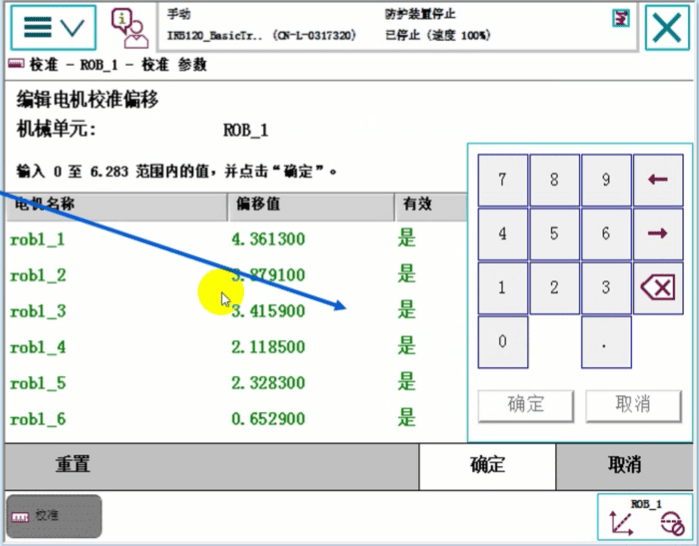 手动
防护装置停止
IRB120_BasicTr.. (CN-L-0317320)
已停止 (速度 100%)
校准 - ROB_1 - 校准 参数
编辑电机校准偏移
机械单元: ROB_1
输入 0 至 6.283 范围内的值,并点击“确定”。
电机名称 偏移值 有效
rob1_1 4.361300 是
rob1_2 3.879100 是
rob1_3 3.415900 是
rob1_4 2.118500 是
rob1_5 2.328300 是
rob1_6 0.652900 是
7 8 9 ←
4 5 6 →
1 2 3
0 .
确定 取消
重置 确定 取消
校准
ROB_1